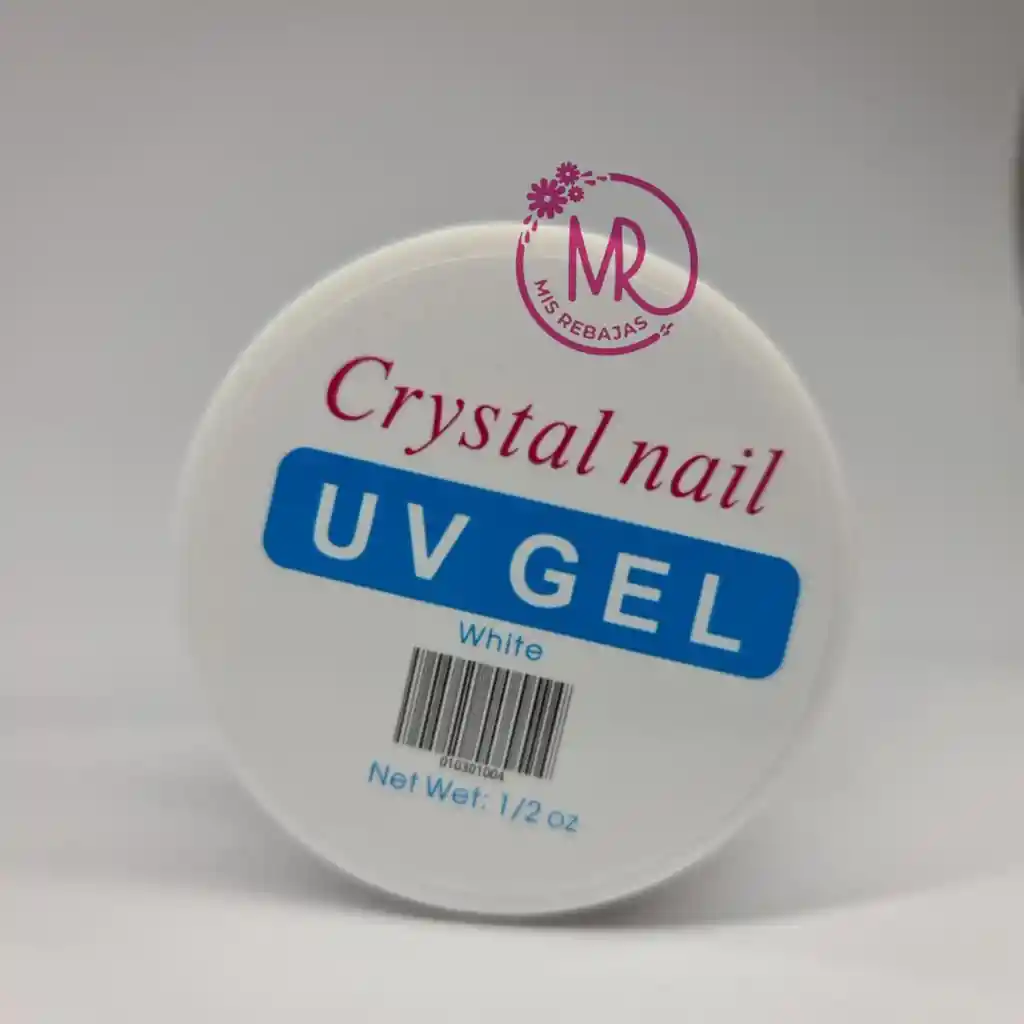 MR
MIS REBAJAS
Crystal nail
UV GEL
White
010301004
Net Wet: 1/2 oz